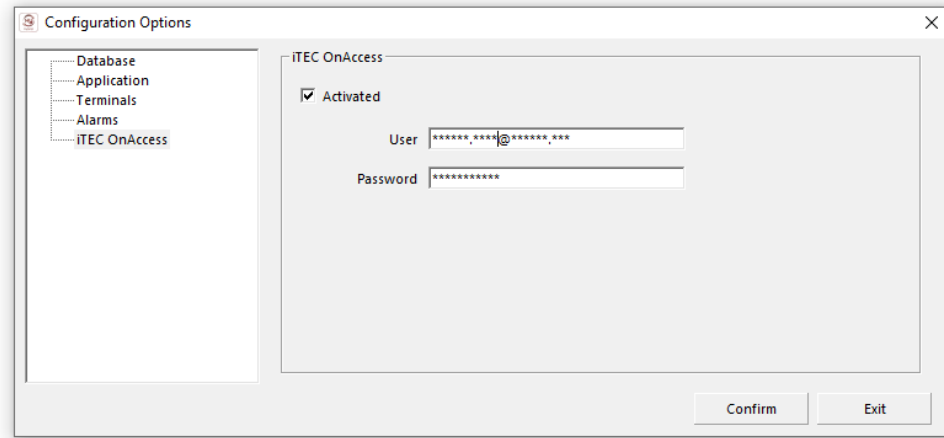 Configuration Options
Database
Application
Terminals
Alarms
iTEC OnAccess
iTEC OnAccess
Activated
User ******.****@******.***
Password ***********
Confirm Exit